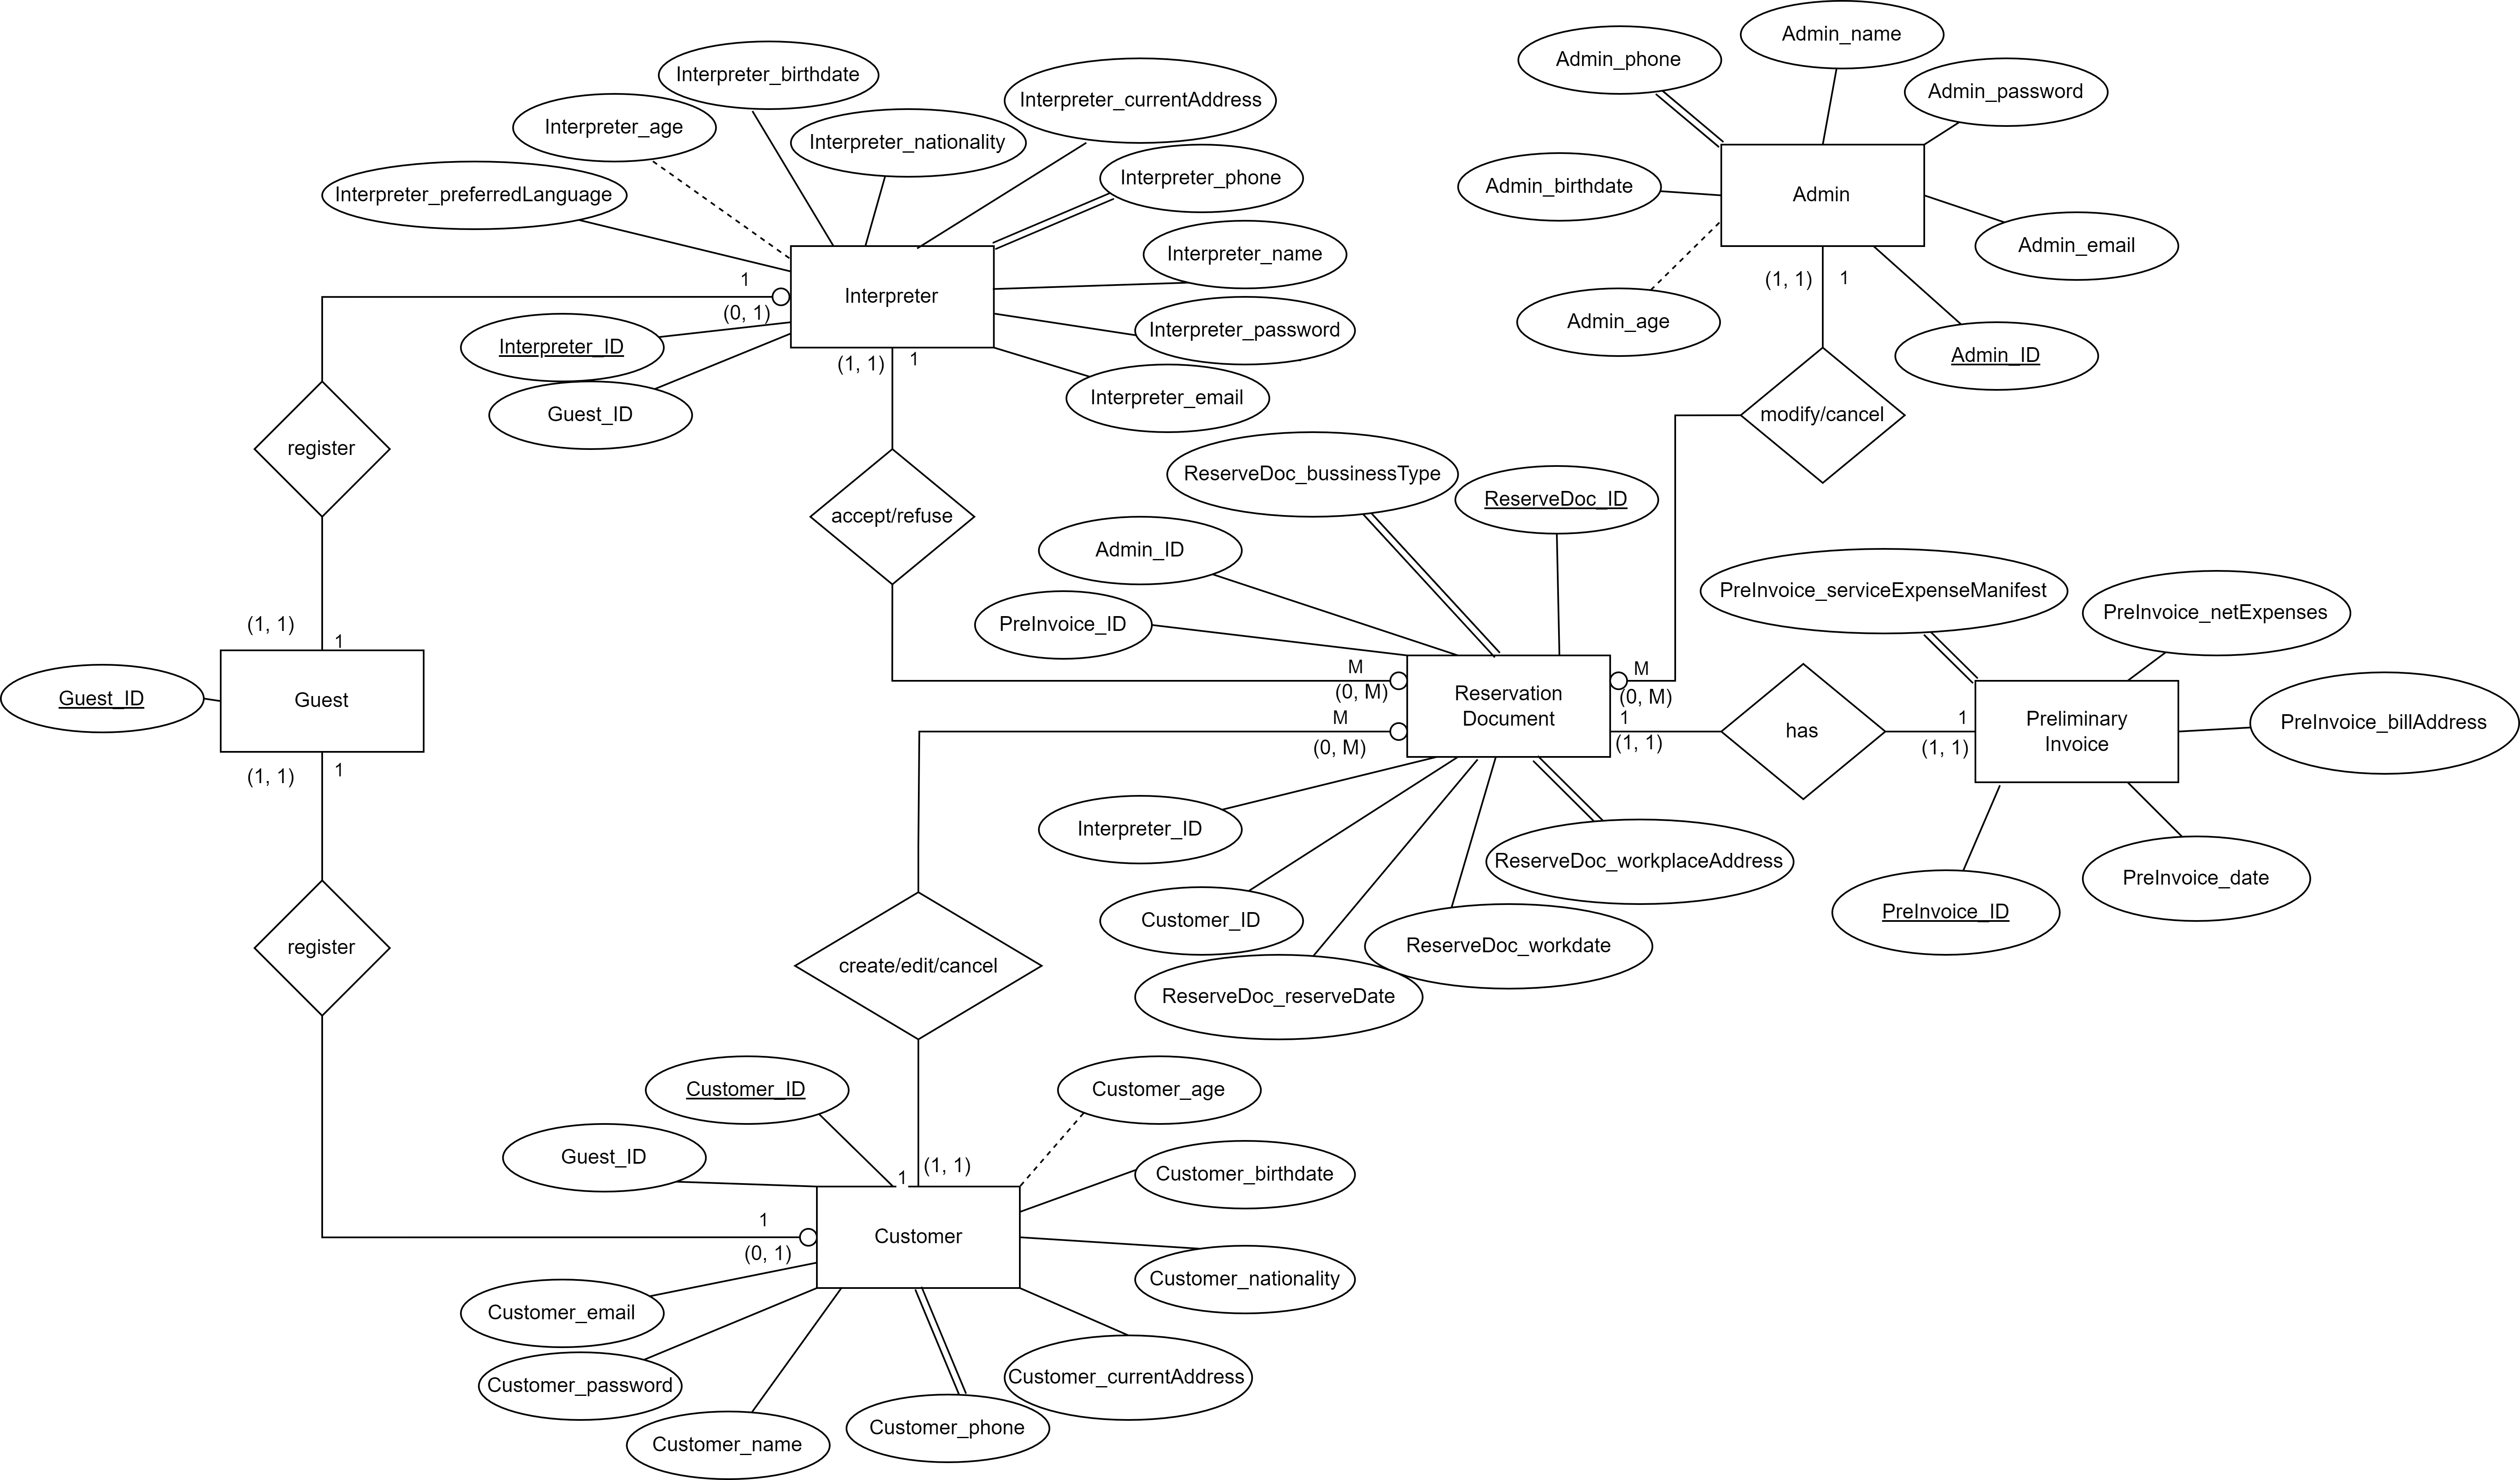 Admin_name
Admin_phone
Interpreter_birthdate
Admin_password
Interpreter_currentAddress
Interpreter_age
Interpreter_nationality
Interpreter_phone
Admin_birthdate
Interpreter_preferredLanguage
Admin
Admin_email
Interpreter_name
1
(1, 1)
1
Interpreter
(0, 1)
Admin_age
Interpreter_password
Interpreter_ID
Admin_ID
(1, 1)
1
Interpreter_email
Guest_ID
modify/cancel
register
ReserveDoc_bussinessType
ReserveDoc_ID
accept/refuse
Admin_ID
PreInvoice_serviceExpenseManifest
PreInvoice_netExpenses
(1, 1)
1
PreInvoice_ID
M
(0, M)
M
(0, M)
Guest_ID
Guest
Reservation
Document
M
(0, M)
1
(1, 1)
has
1
(1, 1)
Preliminary
Invoice
PreInvoice_billAddress
(1, 1)
1
Interpreter_ID
ReserveDoc_workplaceAddress
PreInvoice_date
Customer_ID
PreInvoice_ID
register
create/edit/cancel
ReserveDoc_workdate
ReserveDoc_reserveDate
Customer_ID
Customer_age
Guest_ID
1
(1, 1)
Customer_birthdate
1
(0, 1)
Customer
Customer_nationality
Customer_email
Customer_currentAddress
Customer_password
Customer_phone
Customer_name